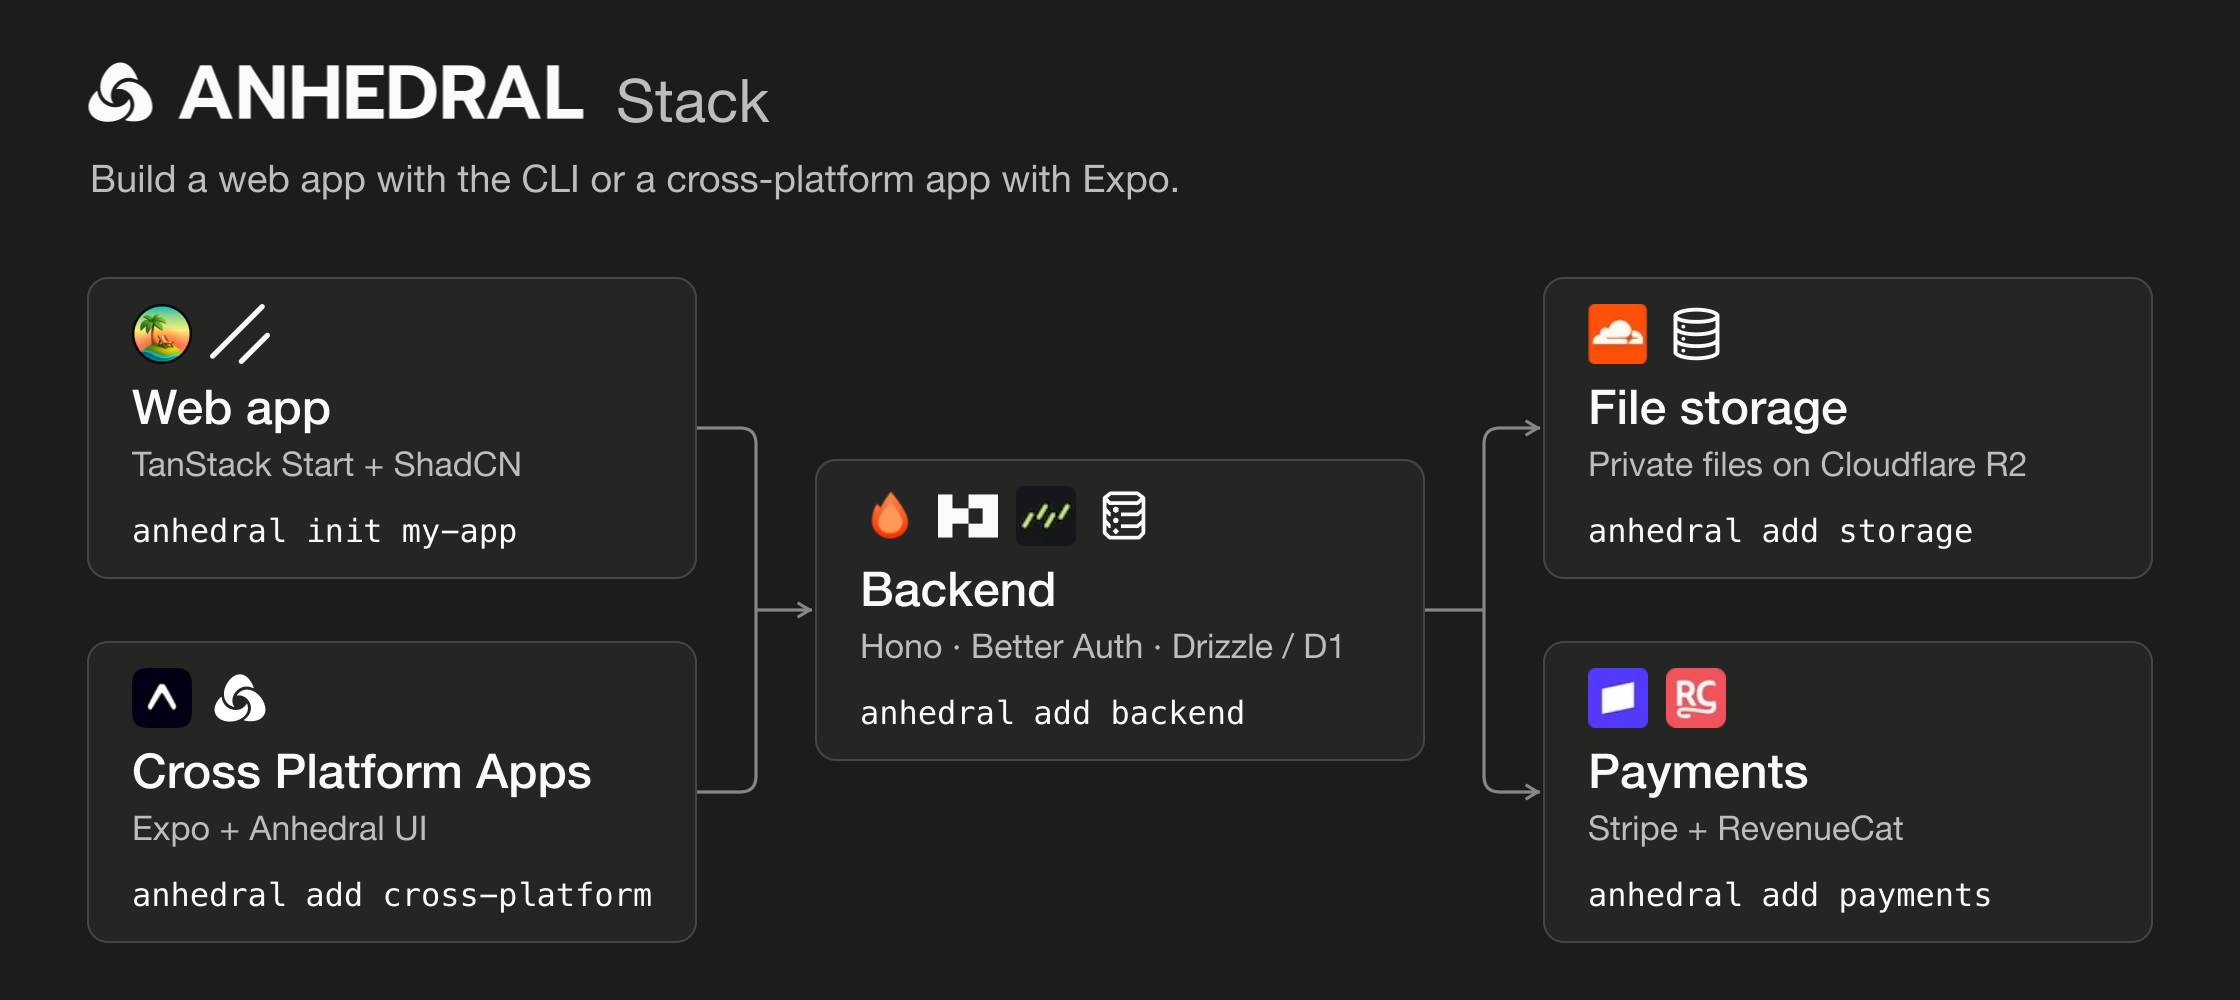 ANHEDRAL Stack
Build a web app with the CLI or a cross-platform app with Expo.
Web app
TanStack Start + ShadCN
anhedral init my-app
Cross Platform Apps
Expo + Anhedral UI
anhedral add cross-platform
Backend
Hono · Better Auth · Drizzle / D1
anhedral add backend
File storage
Private files on Cloudflare R2
anhedral add storage
RC
Payments
Stripe + RevenueCat
anhedral add payments